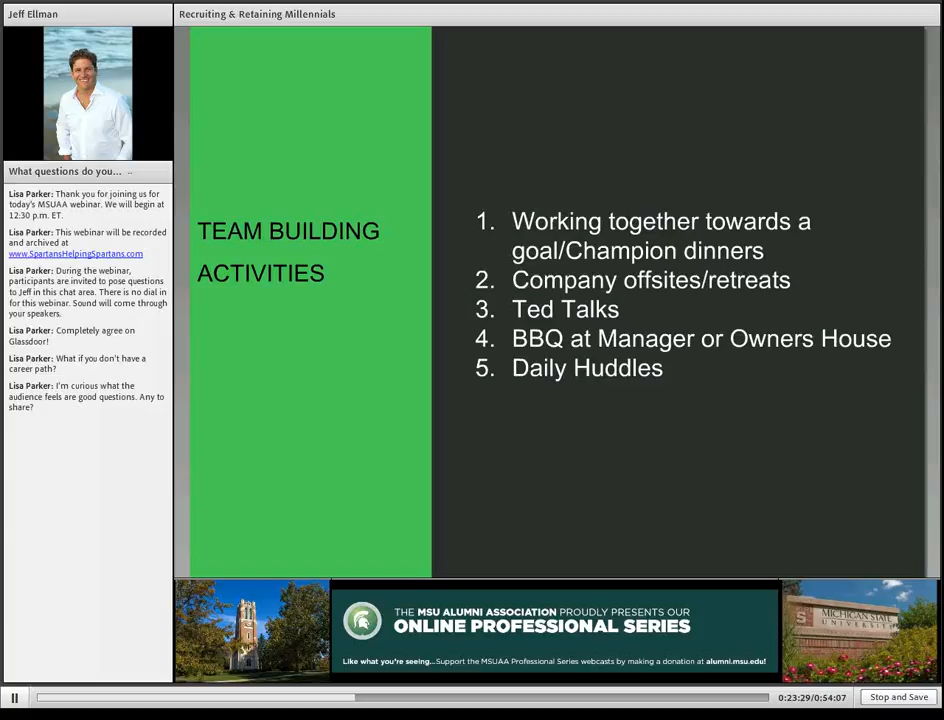 Jeff Ellman
Recruiting & Retaining Millennials
What questions do you... ..
Lisa Parker: Thank you for joining us for
today's MSUAA webinar. We will begin at
12:30 p.m. ET.
Lisa Parker: This webinar will be recorded
and archived at
www.SpartansHelpingSpartans.com
Lisa Parker: During the webinar,
participants are invited to pose questions
to Jeff in this chat area. There is no dial in
for this webinar. Sound will come through
your speakers.
Lisa Parker: Completely agree on
Glassdoor!
Lisa Parker: What if you don't have a
career path?
Lisa Parker: I'm curious what the
audience feels are good questions. Any to
share?
TEAM BUILDING
ACTIVITIES
1. Working together towards a
goal/Champion dinners
2. Company offsites/retreats
3. Ted Talks
4. BBQ at Manager or Owners House
5. Daily Huddles
THE MSU ALUMNI ASSOCIATION PROUDLY PRESENTS OUR
ONLINE PROFESSIONAL SERIES
Like what you're seeing...Support the MSUAA Professional Series webcasts by making a donation at alumni.msu.edu!
S
MICHIGAN STATE
UNIVERSITY
0:23:29/0:54:07
Stop and Save